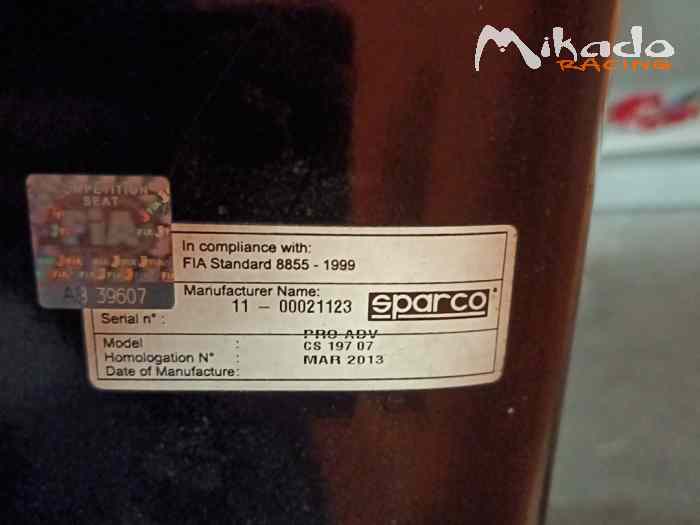 Mikado
RACING
COMPETITION
SEAT
FIA
39607
In compliance with:
FIA Standard 8855 - 1999
Manufacturer Name:
sparco
11 - 00021123
Serial n° :
PRO ADV
Model :
CS 197 07
Homologation N° :
MAR 2013
Date of Manufacture: